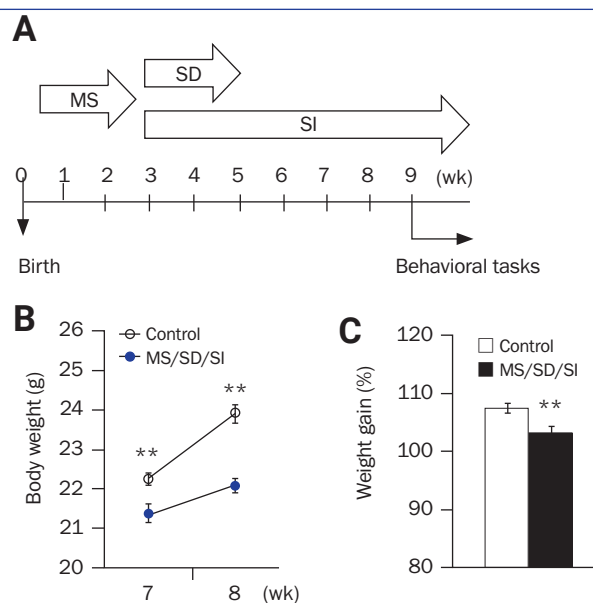 A
SD
MS
SI
0 1 2 3 4 5 6 7 8 9 (wk)
Birth
Behavioral tasks
B
Body weight (g)
26
25
24
23
22
21
20
Control
MS/SD/SI
**
**
7 8 (wk)
C
Weight gain (%)
120
110
100
90
80
Control
MS/SD/SI
**